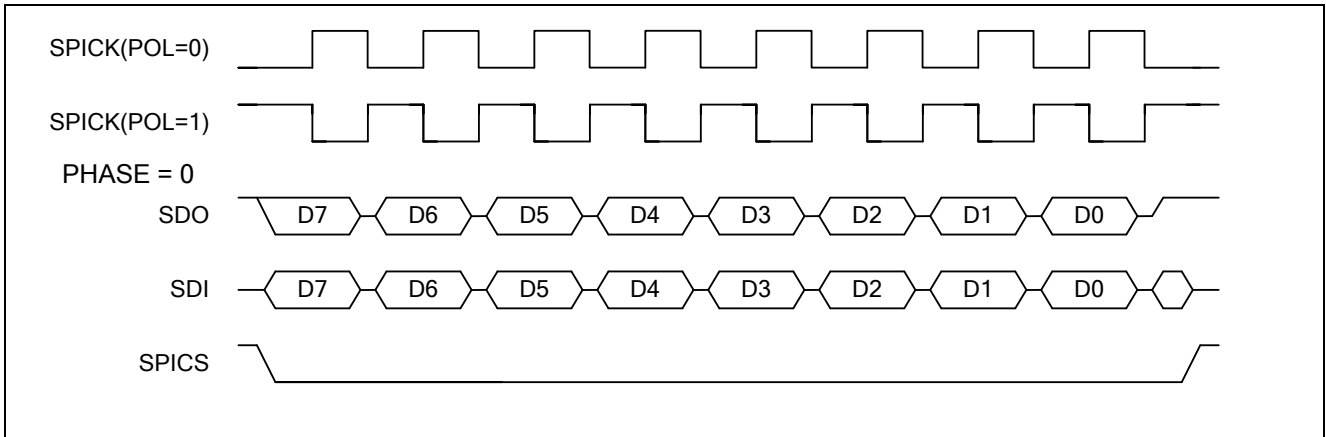 SPICK(POL=0)
SPICK(POL=1)
PHASE = 0
SDO D7 D6 D5 D4 D3 D2 D1 D0
SDI D7 D6 D5 D4 D3 D2 D1 D0
SPICS